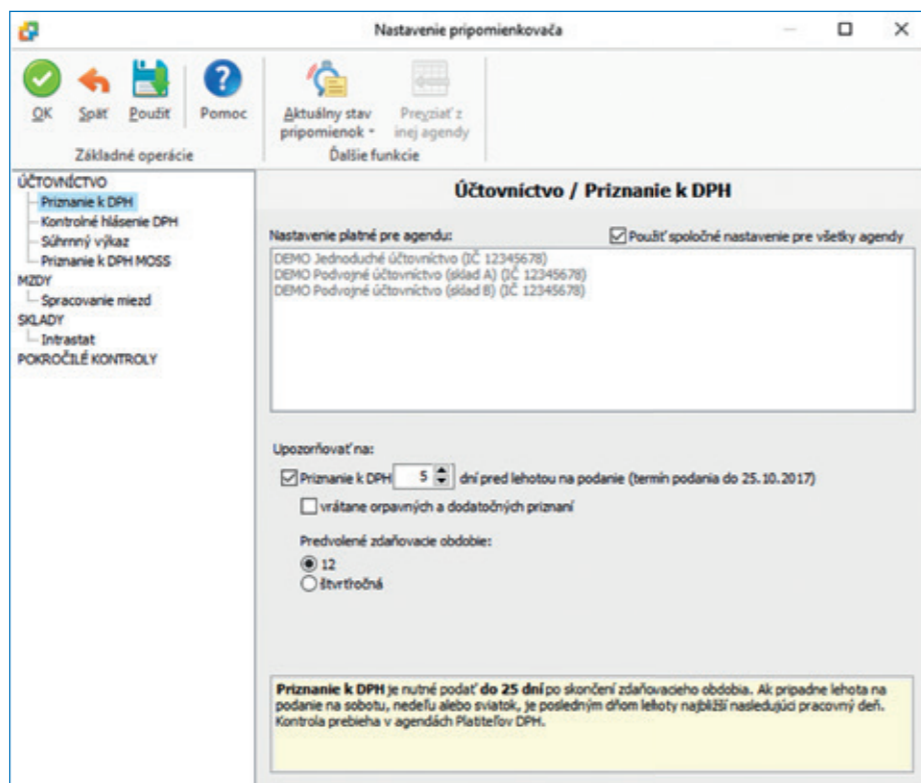 Nastavenie pripomienkovača
OK
Späť
Použiť
Pomoc
Aktuálny stav
pripomienok
Prevziať z
inej agendy
Základné operácie
Ďalšie funkcie
ÚČTOVNÍCTVO
Priznanie k DPH
Kontrolné hlásenie DPH
Súhrnný výkaz
Priznanie k DPH MOSS
MZDY
Spracovanie miezd
SKLADY
Intrastat
POKROČILÉ KONTROLY
Účtovníctvo / Priznanie k DPH
Nastavenie platné pre agendu:
Použiť spoločné nastavenie pre všetky agendy
DEMO Jednoduché účtovníctvo (IČ 12345678)
DEMO Podvojné účtovníctvo (sklad A) (IČ 12345678)
DEMO Podvojné účtovníctvo (sklad B) (IČ 12345678)
Upozorňovať na:
Priznanie k DPH 5 dní pred lehotou na podanie (termín podania do 25.10.2017)
vrátane orpavných a dodatočných priznaní
Predvolené zdaňovacie obdobie:
12
štvrťročná
Priznanie k DPH je nutné podať do 25 dní po skončení zdaňovacieho obdobia. Ak pripadne lehota na
podanie na sobotu, nedeľu alebo sviatok, je posledným dňom lehoty najbližší nasledujúci pracovný deň.
Kontrola prebieha v agendách Platiteľov DPH.